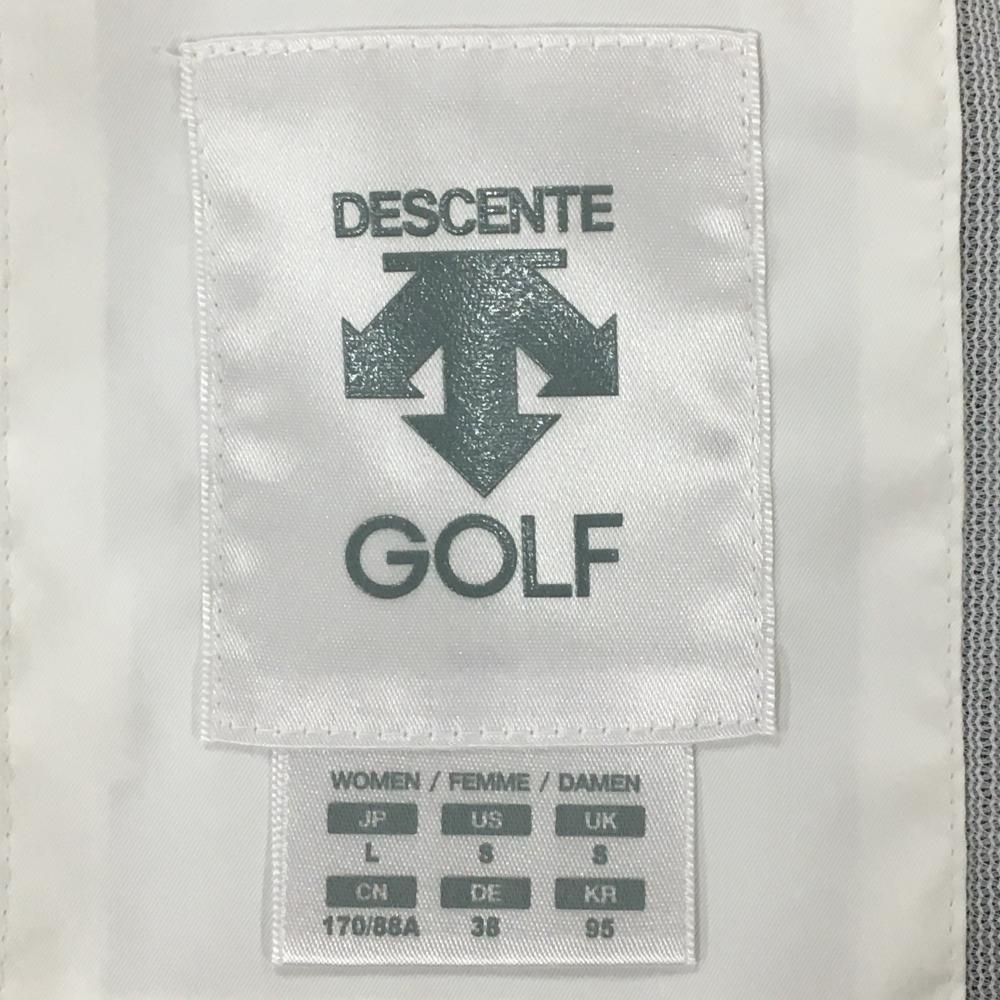 DESCENTE
GOLF
WOMEN / FEMME / DAMEN
JP US UK
L S S
CN DE KR
170/88A 38 95